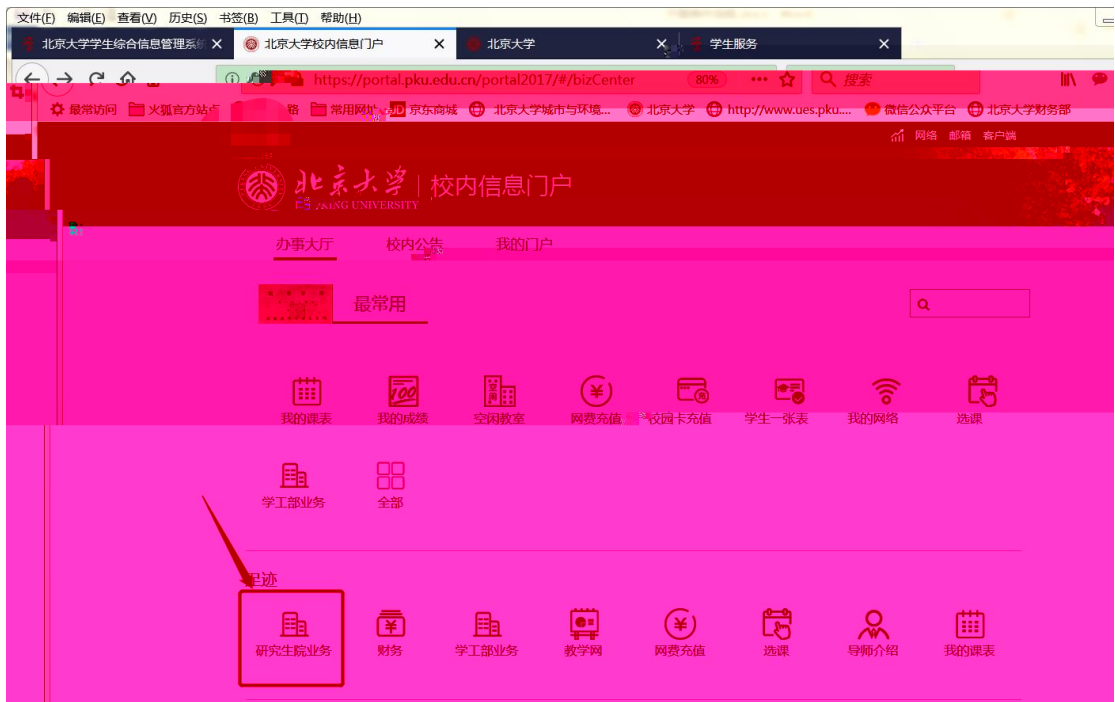 文件(F) 编辑(E) 查看(V) 历史(S) 书签(B) 工具(T) 帮助(H)
北京大学学生综合信息管理系统 北京大学校内信息门户 北京大学 学生服务
https://portal.pku.edu.cn/portal2017/#/bizCenter 80% 搜索
最常访问 火狐官方站点 常用网址 JD 京东商城 北京大学城市与环境... 北京大学 http://www.ues.pku.... 微信公众平台 北京大学财务部
网络 邮箱 客户端
北京大学 校内信息门户
PEKING UNIVERSITY
办事大厅 校内公告 我的门户
最常用
我的课表 我的成绩 空闲教室 网费充值 校园卡充值 学生一张表 我的网络 选课
学工部业务 全部
足迹
研究生院业务 财务 学工部业务 教学网 网费充值 选课 导师介绍 我的课表